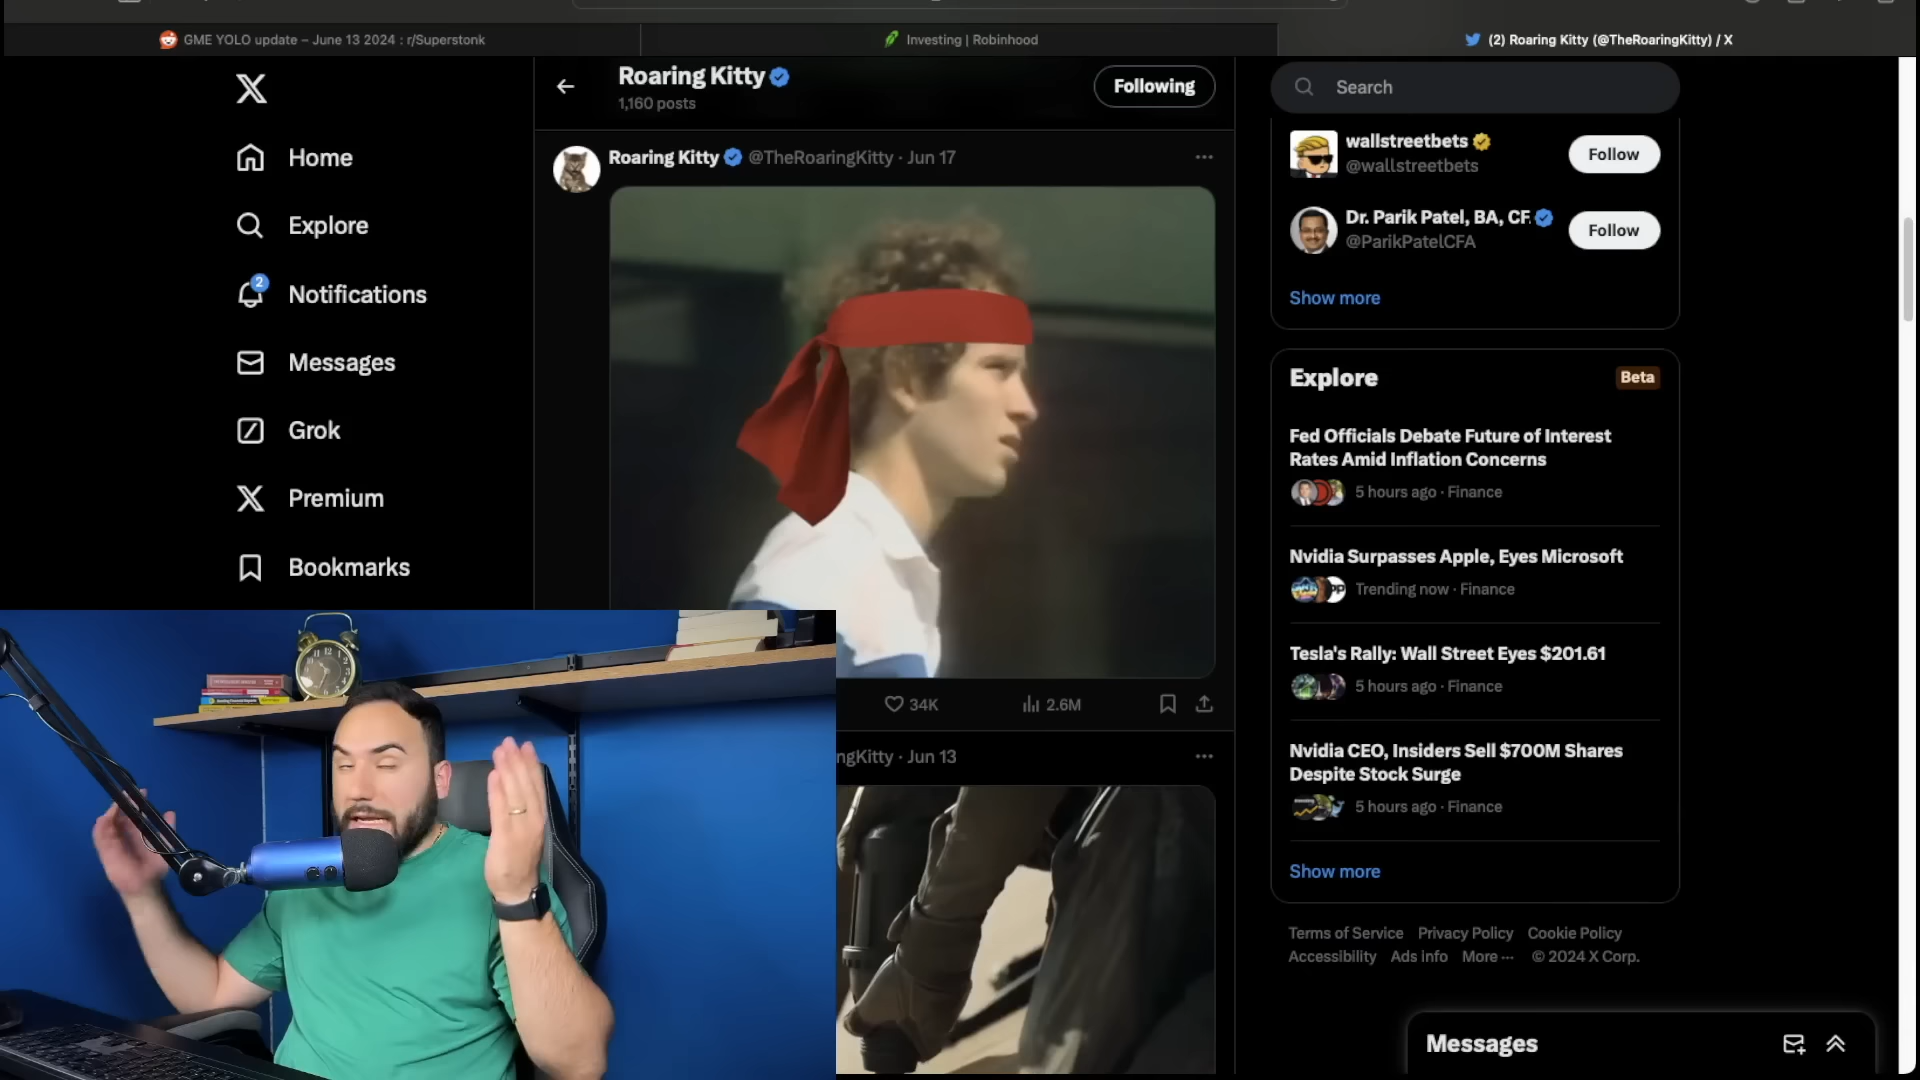 GME YOLO update – June 13 2024 : r/Superstonk
Investing | Robinhood
(2) Roaring Kitty (@TheRoaringKitty) / X
Home
Explore
2
Notifications
Messages
Grok
Premium
Bookmarks
Roaring Kitty
1,160 posts
Following
Roaring Kitty @TheRoaringKitty · Jun 17
34K
2.6M
ngKitty · Jun 13
Search
wallstreetbets
@wallstreetbets
Follow
Dr. Parik Patel, BA, CF.
@ParikPatelCFA
Follow
Show more
Explore
Beta
Fed Officials Debate Future of Interest
Rates Amid Inflation Concerns
5 hours ago · Finance
Nvidia Surpasses Apple, Eyes Microsoft
Trending now · Finance
Tesla's Rally: Wall Street Eyes $201.61
5 hours ago · Finance
Nvidia CEO, Insiders Sell $700M Shares
Despite Stock Surge
5 hours ago · Finance
Show more
Terms of Service Privacy Policy Cookie Policy
Accessibility Ads info More ··· © 2024 X Corp.
Messages